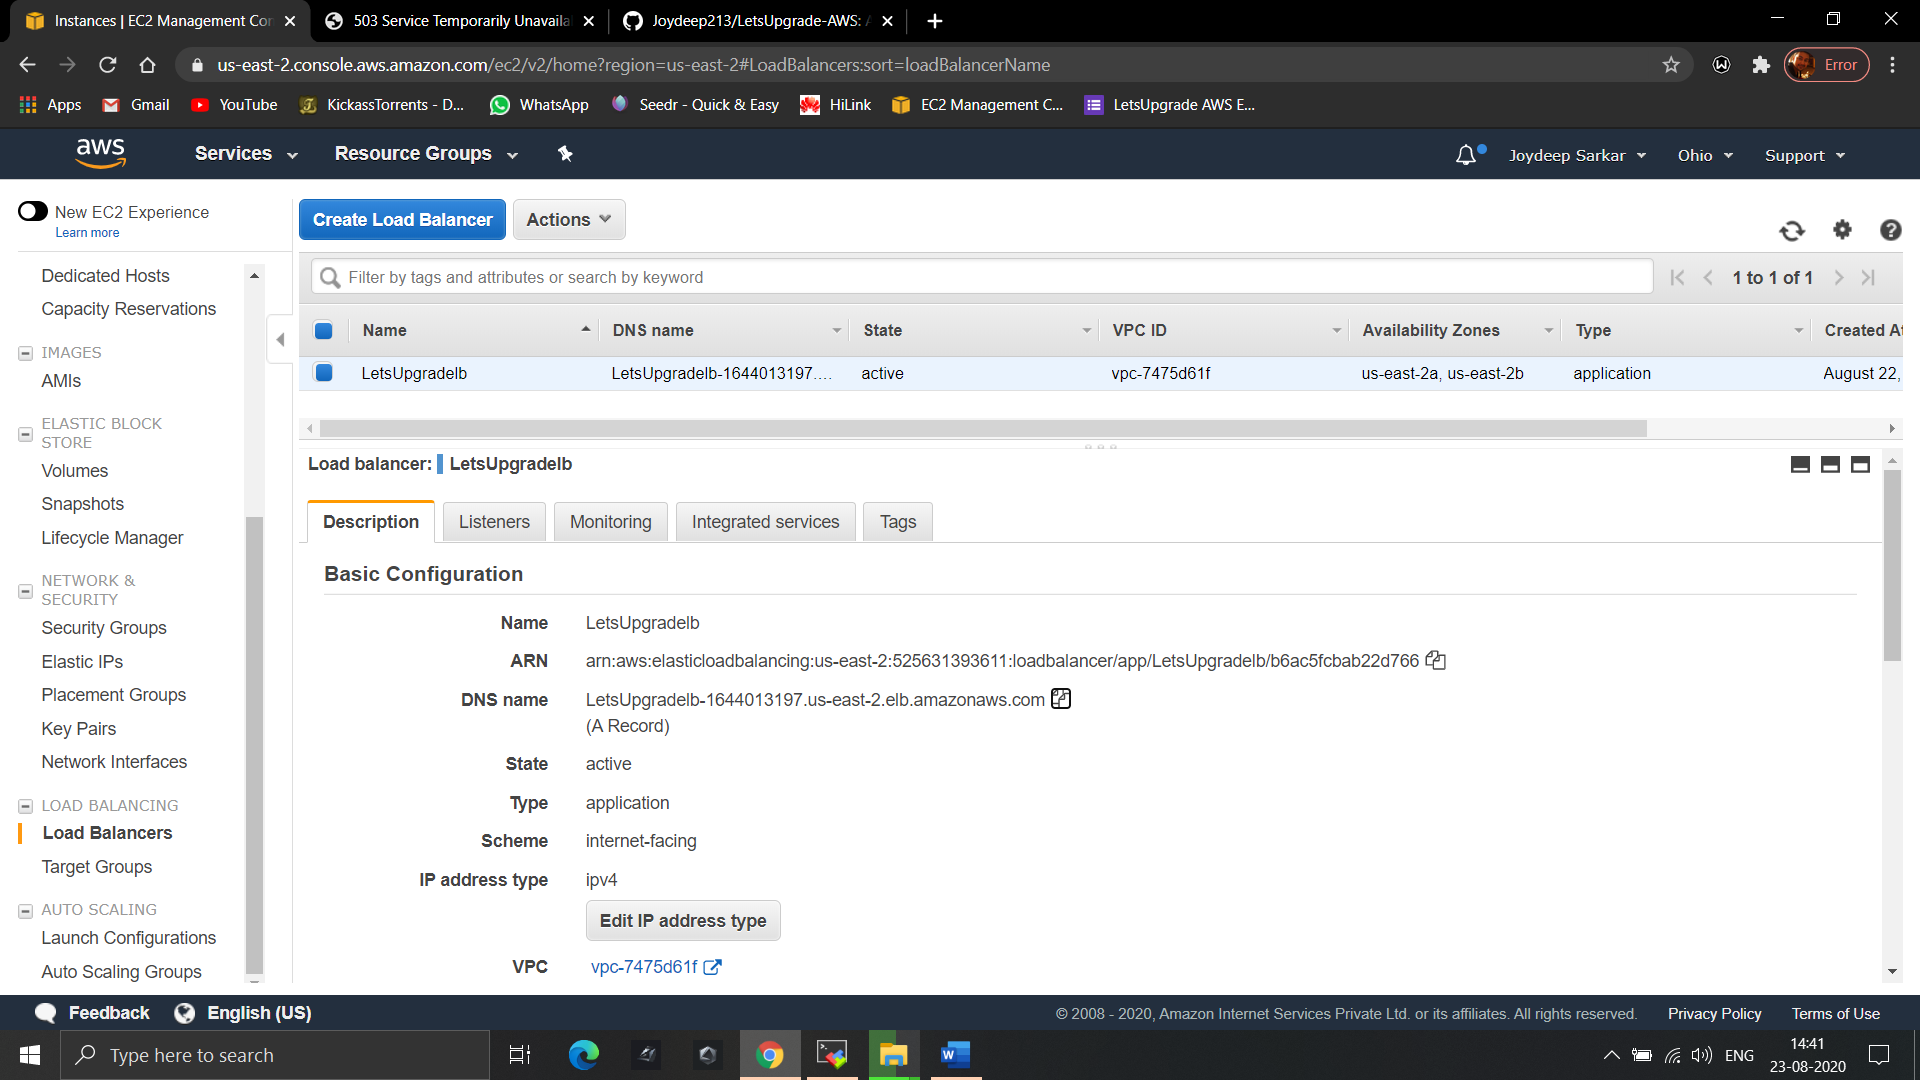 Instances | EC2 Management Con
503 Service Temporarily Unavaila
Joydeep213/LetsUpgrade-AWS: A
us-east-2.console.aws.amazon.com/ec2/v2/home?region=us-east-2#LoadBalancers:sort=loadBalancerName
Error
Apps
Gmail
YouTube
KickassTorrents - D...
WhatsApp
Seedr - Quick & Easy
HiLink
EC2 Management C...
LetsUpgrade AWS E...
aws
Services
Resource Groups
Joydeep Sarkar
Ohio
Support
New EC2 Experience
Learn more
Dedicated Hosts
Capacity Reservations
IMAGES
AMIs
ELASTIC BLOCK
STORE
Volumes
Snapshots
Lifecycle Manager
NETWORK &
SECURITY
Security Groups
Elastic IPs
Placement Groups
Key Pairs
Network Interfaces
LOAD BALANCING
Load Balancers
Target Groups
AUTO SCALING
Launch Configurations
Auto Scaling Groups
Create Load Balancer
Actions
Filter by tags and attributes or search by keyword
1 to 1 of 1
Name DNS name State VPC ID Availability Zones Type Created At
LetsUpgradelb LetsUpgradelb-1644013197.... active vpc-7475d61f us-east-2a, us-east-2b application August 22,
Load balancer: LetsUpgradelb
Description Listeners Monitoring Integrated services Tags
Basic Configuration
Name LetsUpgradelb
ARN arn:aws:elasticloadbalancing:us-east-2:525631393611:loadbalancer/app/LetsUpgradelb/b6ac5fcbab22d766
DNS name LetsUpgradelb-1644013197.us-east-2.elb.amazonaws.com
(A Record)
State active
Type application
Scheme internet-facing
IP address type ipv4
Edit IP address type
VPC vpc-7475d61f
Feedback English (US)
© 2008 - 2020, Amazon Internet Services Private Ltd. or its affiliates. All rights reserved. Privacy Policy Terms of Use
Type here to search
ENG
14:41
23-08-2020